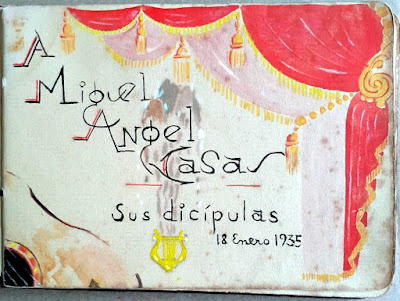 A
Miguel
Angel
Casas
Sus dicípulas
18 Enero 1935